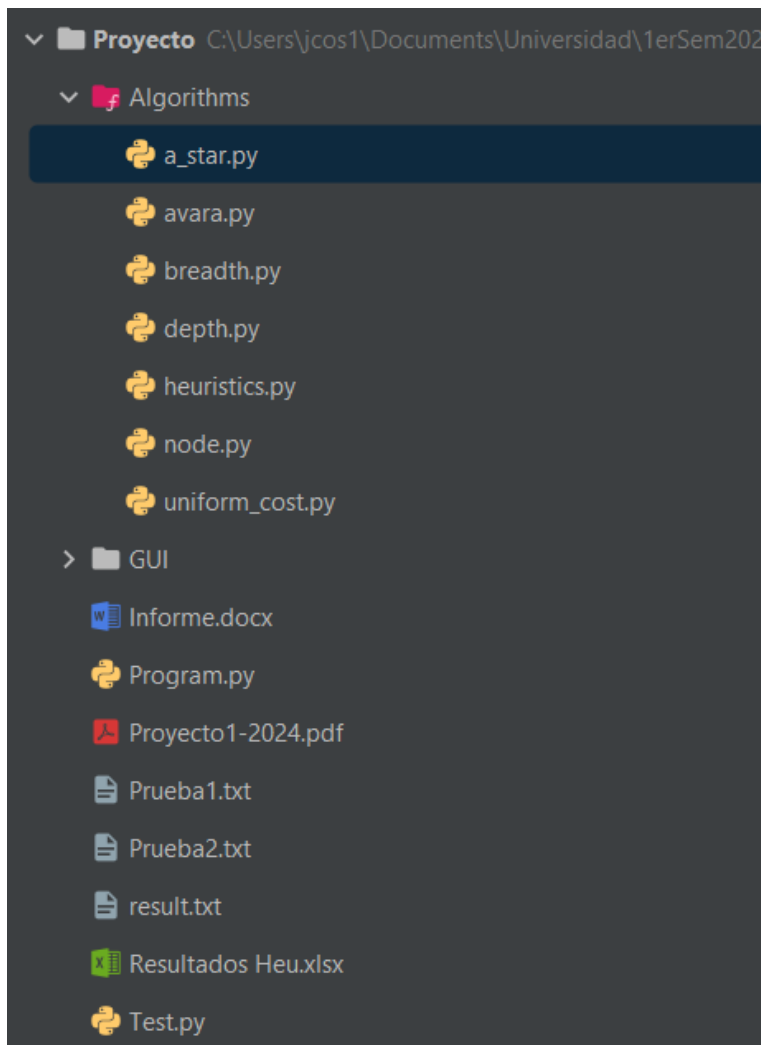 Proyecto C:\Users\jcos1\Documents\Universidad\1erSem202
Algorithms
a_star.py
avara.py
breadth.py
depth.py
heuristics.py
node.py
uniform_cost.py
GUI
Informe.docx
Program.py
Proyecto1-2024.pdf
Prueba1.txt
Prueba2.txt
result.txt
Resultados Heu.xlsx
Test.py